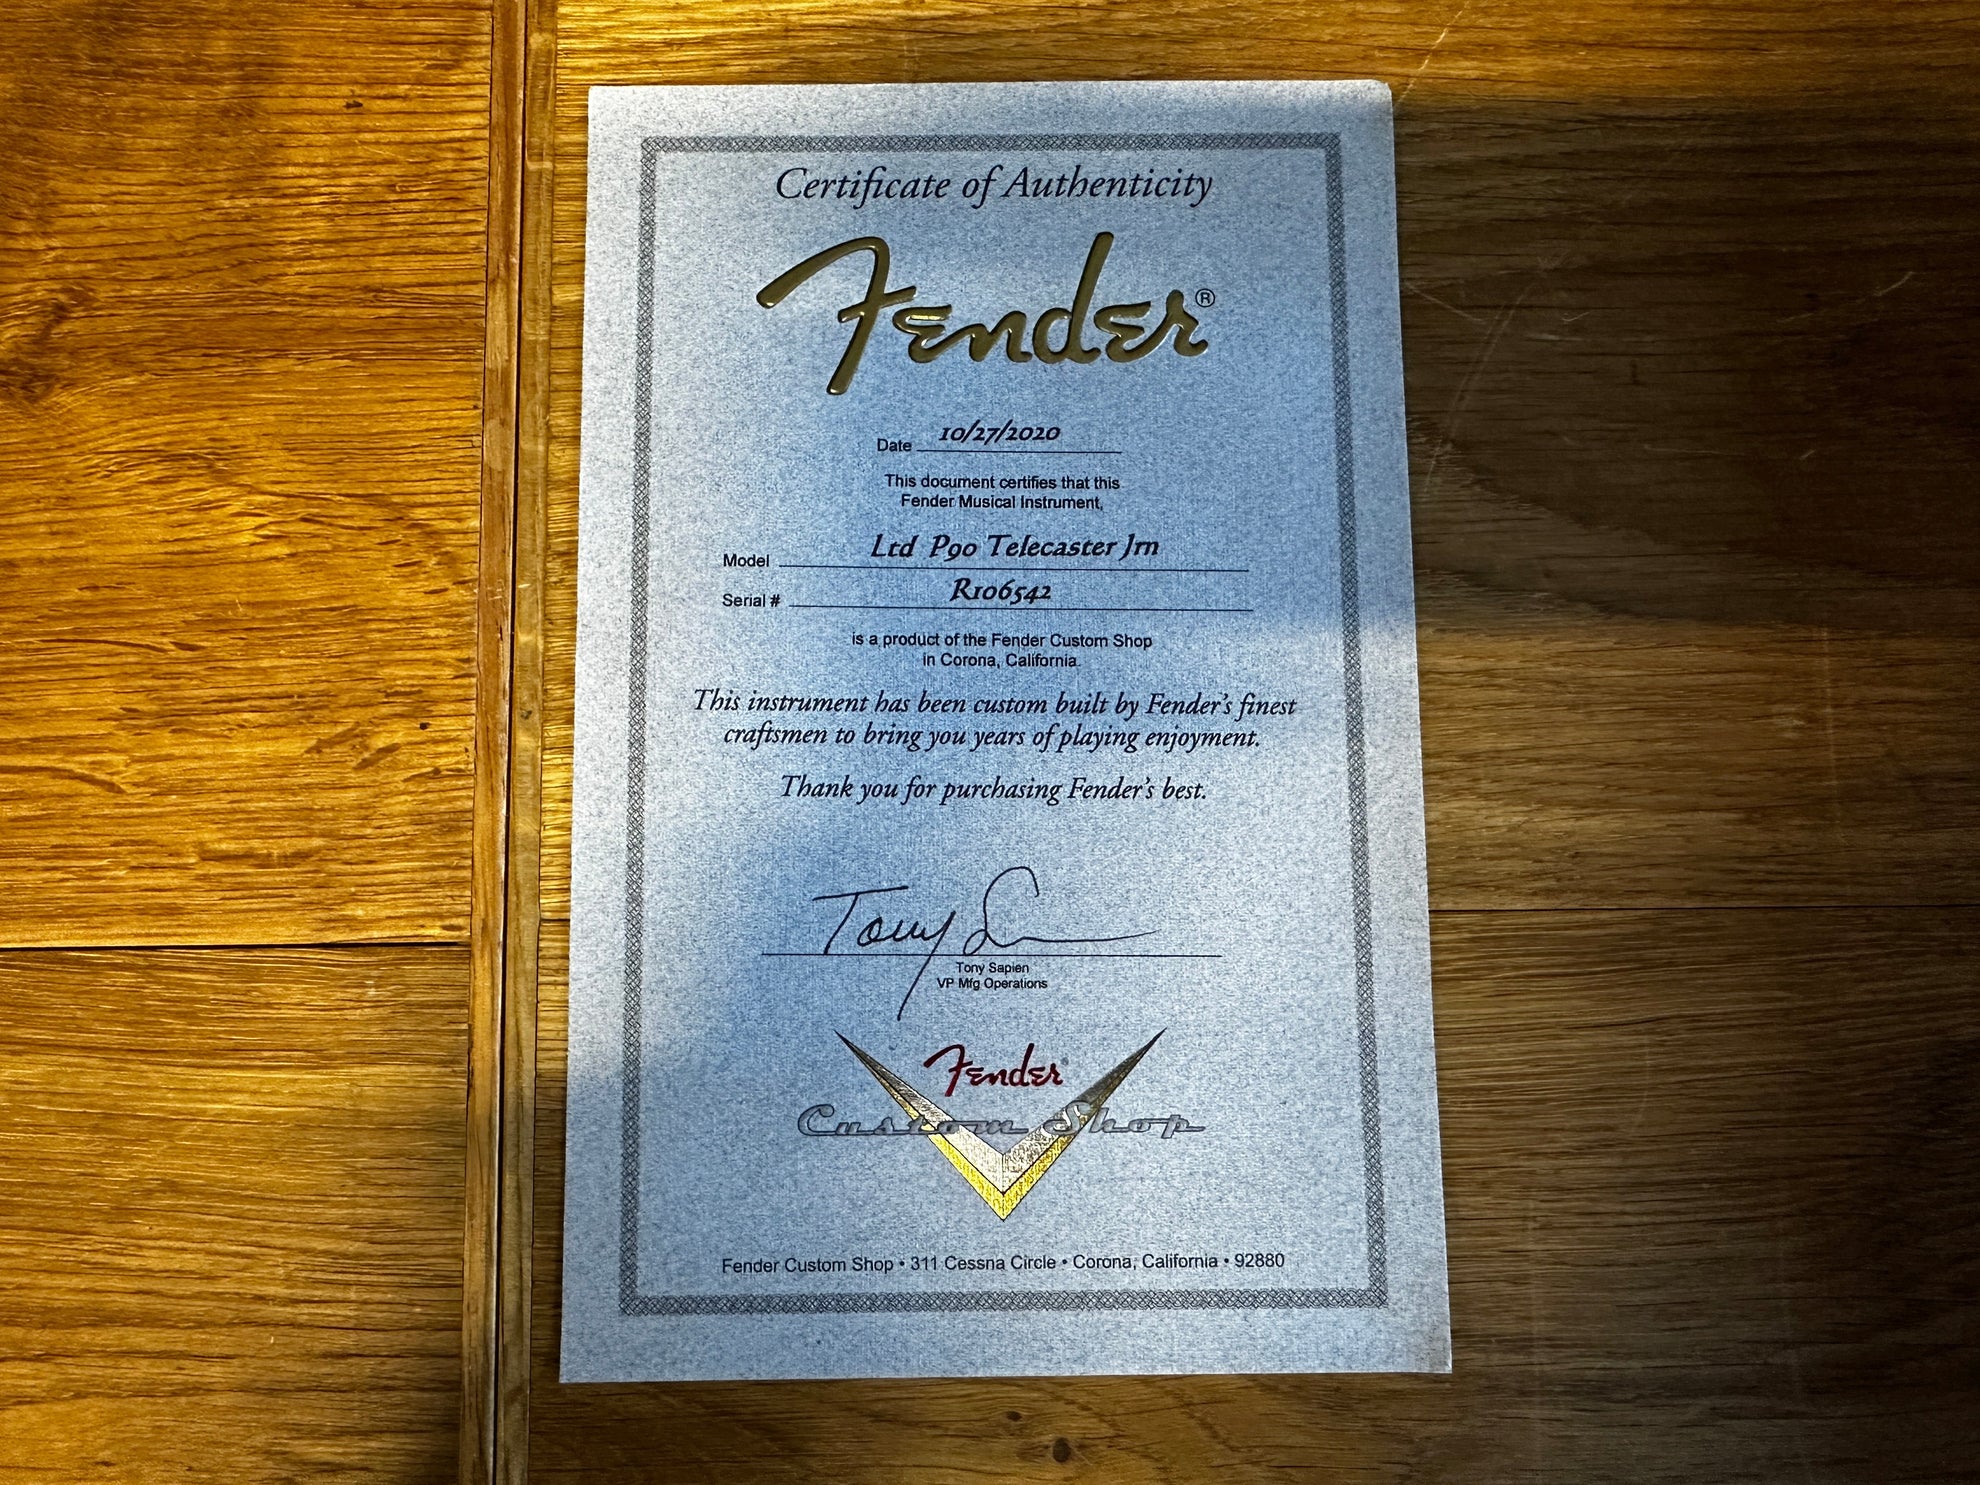 Certificate of Authenticity
Fender®
Date 10/27/2020
This document certifies that this
Fender Musical Instrument,
Model Ltd P90 Telecaster Jrn
Serial # R106542
is a product of the Fender Custom Shop
in Corona, California.
This instrument has been custom built by Fender's finest
craftsmen to bring you years of playing enjoyment.
Thank you for purchasing Fender's best.
Tony S
Tony Sapien
VP Mfg Operations
Fender®
Custom Shop
Fender Custom Shop • 311 Cessna Circle • Corona, California • 92880